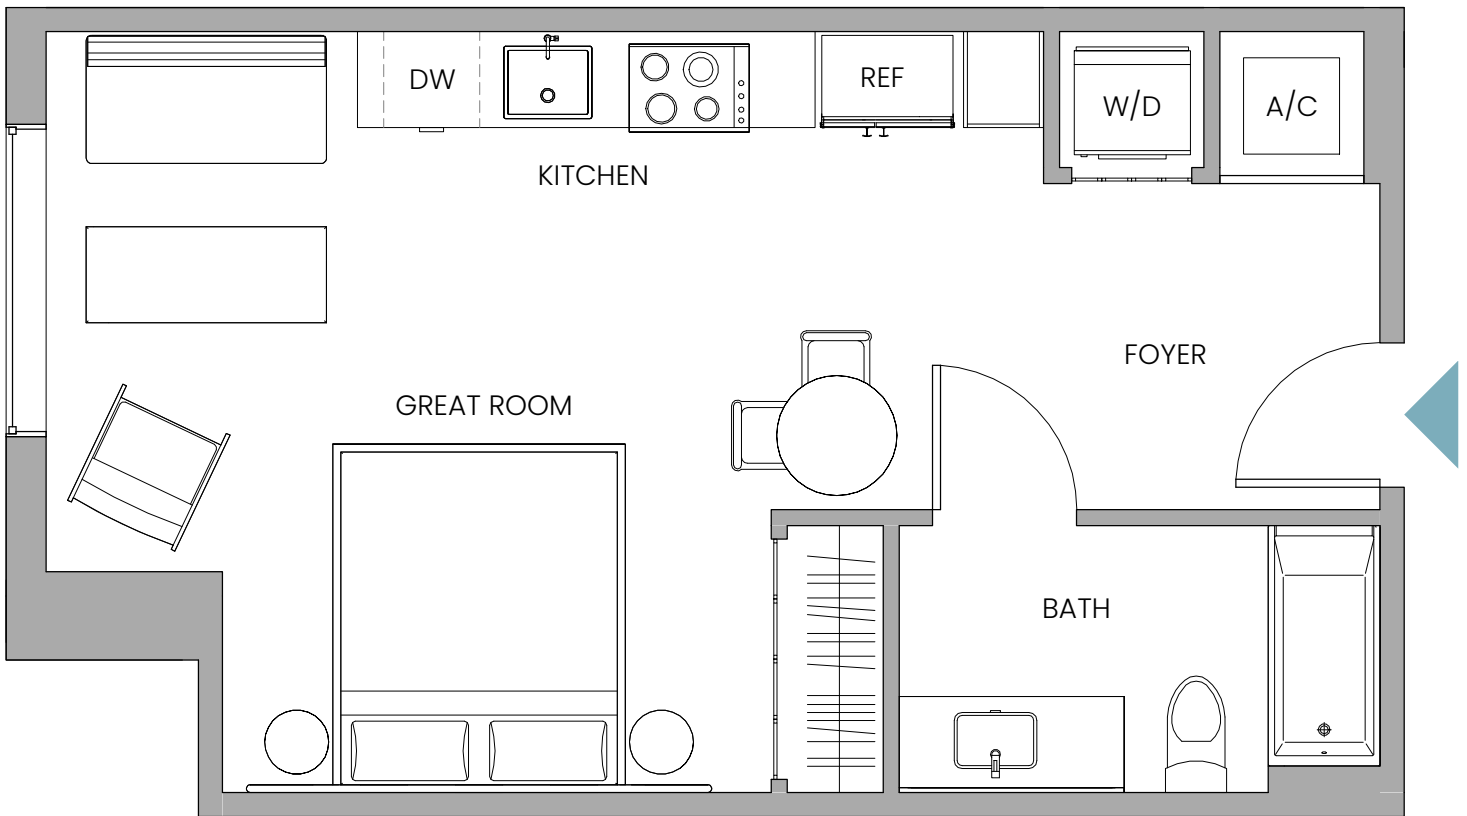 DW
REF
W/D
A/C
KITCHEN
FOYER
GREAT ROOM
BATH